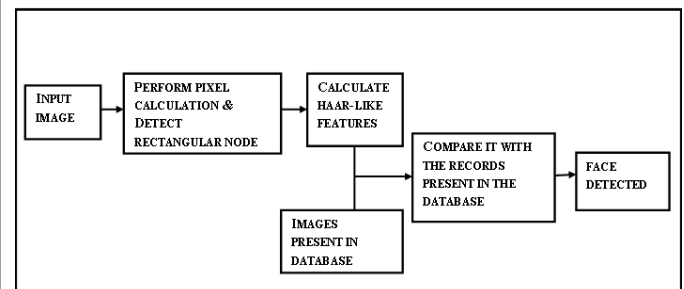 INPUT
IMAGE
PERFORM PIXEL
CALCULATION &
DETECT
RECTANGULAR NODE
CALCULATE
HAAR-LIKE
FEATURES
IMAGES
PRESENT IN
DATABASE
COMPARE IT WITH
THE RECORDS
PRESENT IN THE
DATABASE
FACE
DETECTED